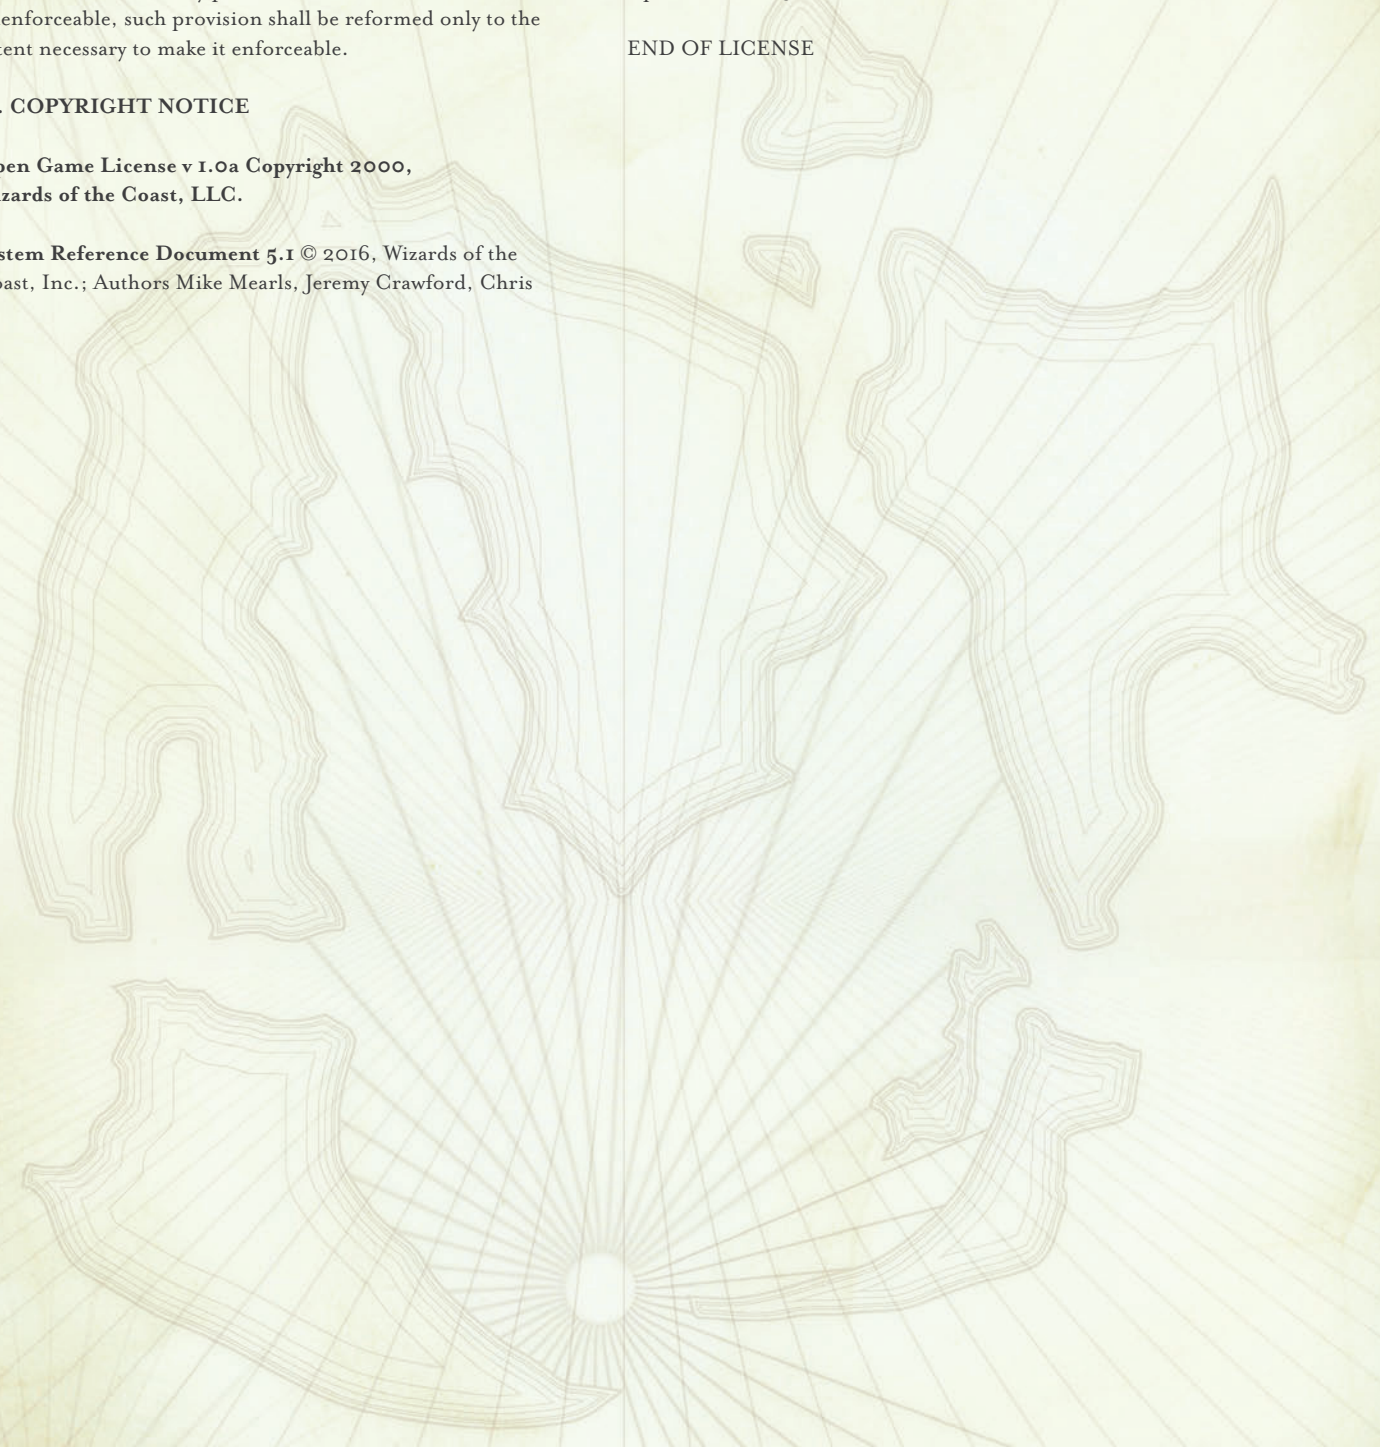 enforceable, such provision shall be reformed only to the
tent necessary to make it enforceable.
. COPYRIGHT NOTICE
pen Game License v 1.0a Copyright 2000,
izards of the Coast, LLC.
stem Reference Document 5.1 © 2016, Wizards of the
oast, Inc.; Authors Mike Mearls, Jeremy Crawford, Chris
END OF LICENSE